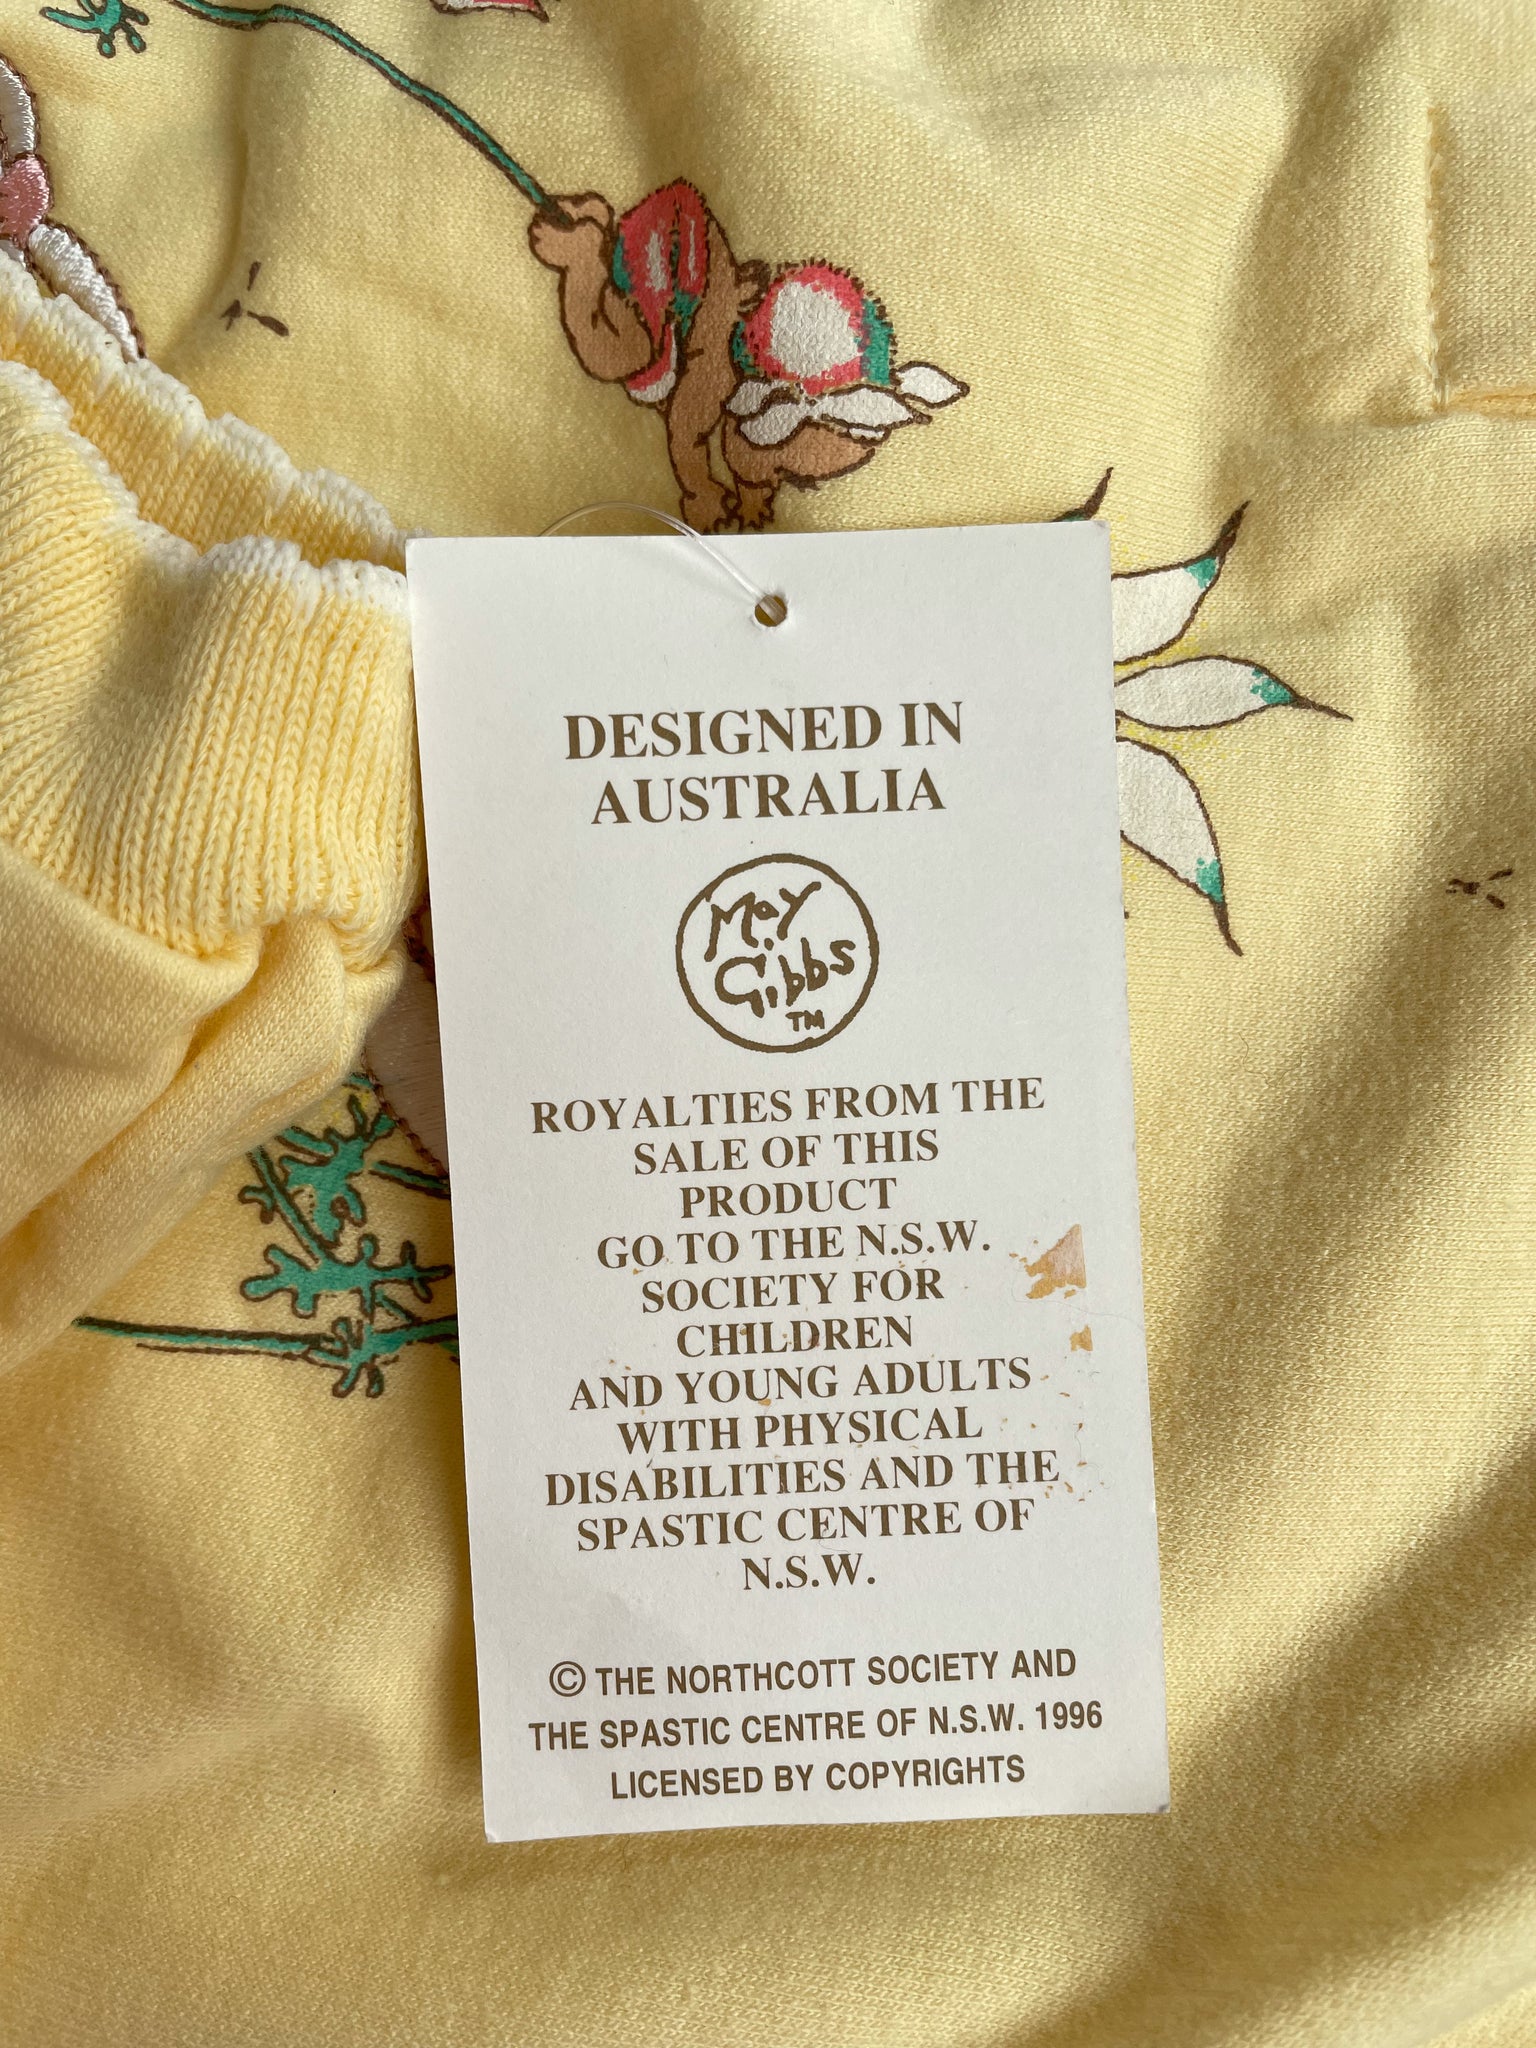 DESIGNED IN
AUSTRALIA
May
Gibbs
TM
ROYALTIES FROM THE
SALE OF THIS
PRODUCT
GO TO THE N.S.W.
SOCIETY FOR
CHILDREN
AND YOUNG ADULTS
WITH PHYSICAL
DISABILITIES AND THE
SPASTIC CENTRE OF
N.S.W.
© THE NORTHCOTT SOCIETY AND
THE SPASTIC CENTRE OF N.S.W. 1996
LICENSED BY COPYRIGHTS